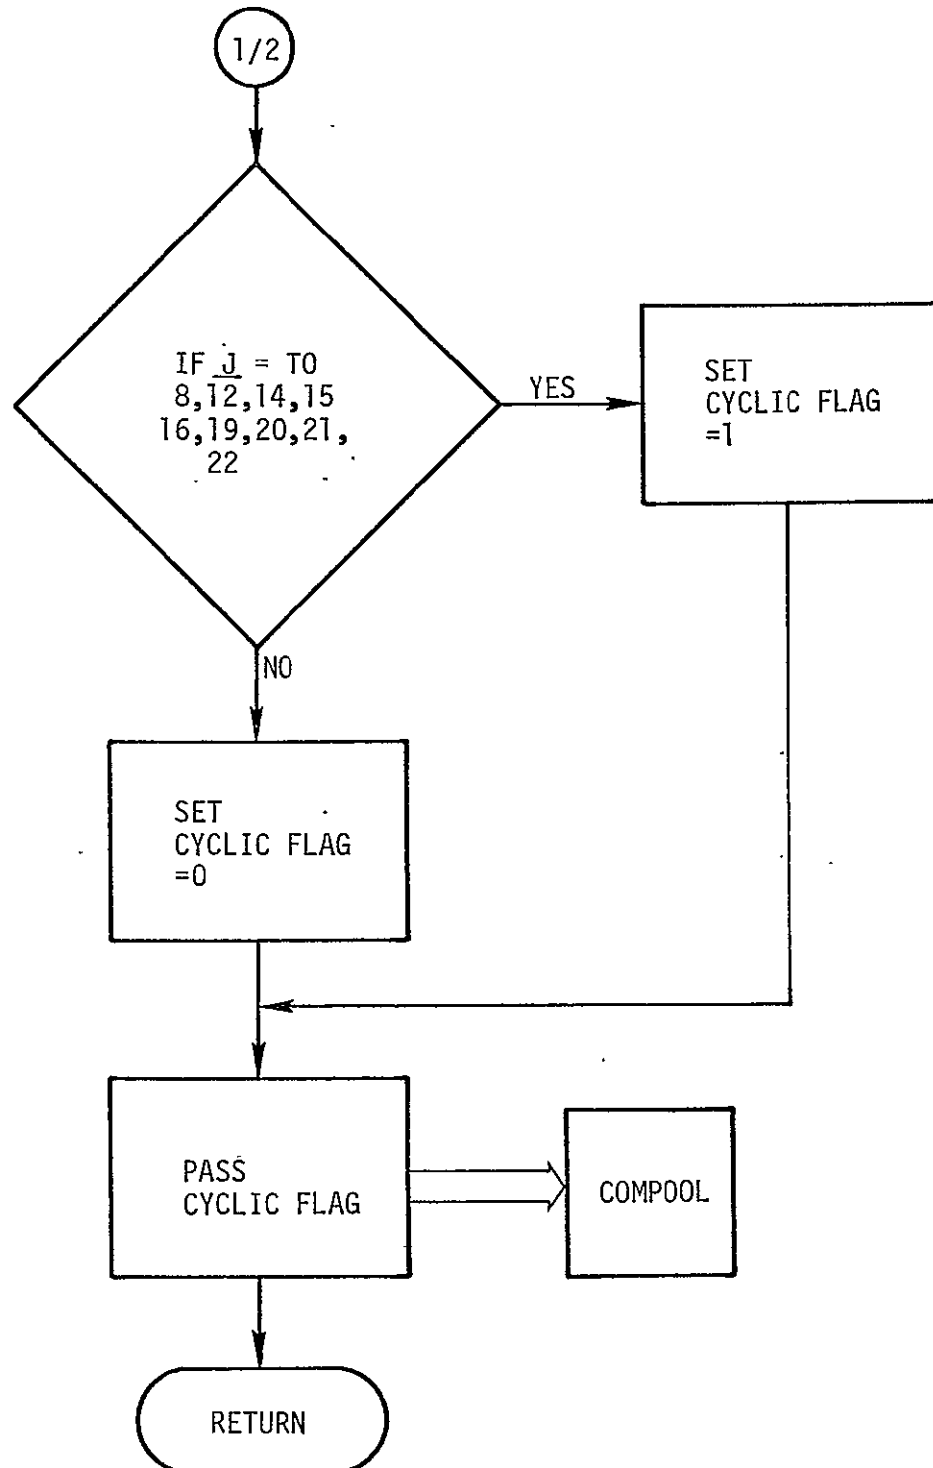 1/2
IF J = TO
8,12,14,15
16,19,20,21,
22
YES
SET
CYCLIC FLAG
=1
NO
SET
CYCLIC FLAG
=0
PASS
CYCLIC FLAG
COMPOOL
RETURN